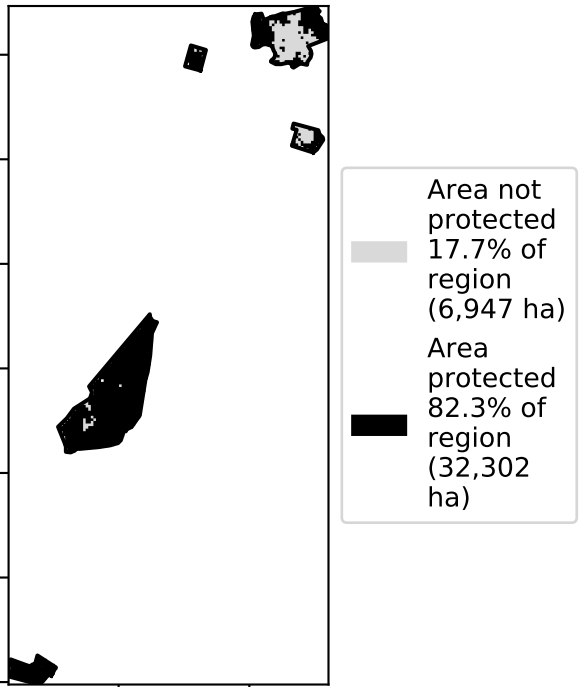 Area not
protected
17.7% of
region
(6,947 ha)
Area
protected
82.3% of
region
(32,302
ha)